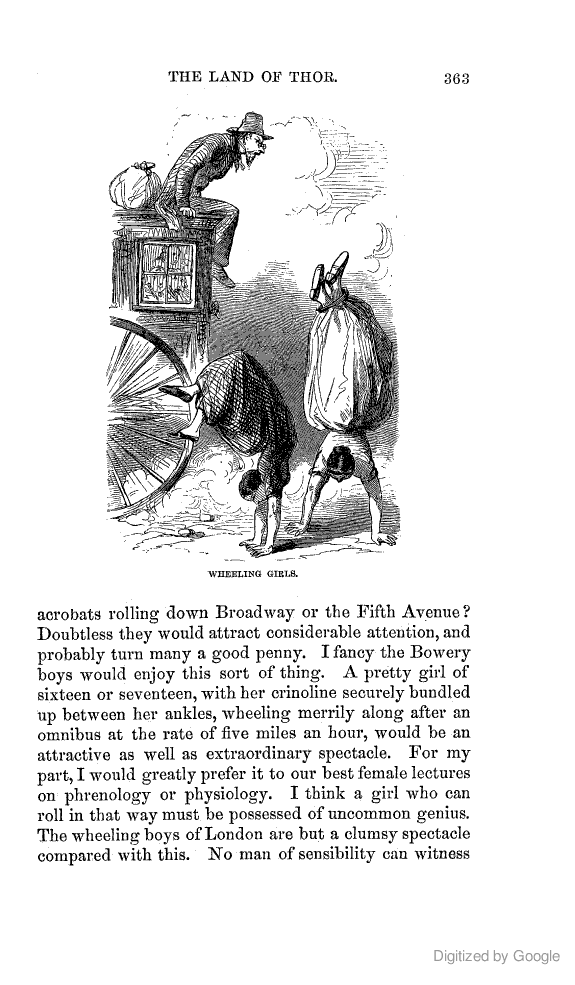 THE LAND OF THOR.
363
WHEELING GIRLS.
acrobats rolling down Broadway or the Fifth Avenue?
Doubtless they would attract considerable attention, and
probably turn many a good penny. I fancy the Bowery
boys would enjoy this sort of thing. A pretty girl of
sixteen or seventeen, with her crinoline securely bundled
up between her ankles, wheeling merrily along after an
omnibus at the rate of five miles an hour, would be an
attractive as well as extraordinary spectacle. For my
part, I would greatly prefer it to our best female lectures
on phrenology or physiology. I think a girl who can
roll in that way must be possessed of uncommon genius.
The wheeling boys of London are but a clumsy spectacle
compared with this. No man of sensibility can witness
Digitized by Google